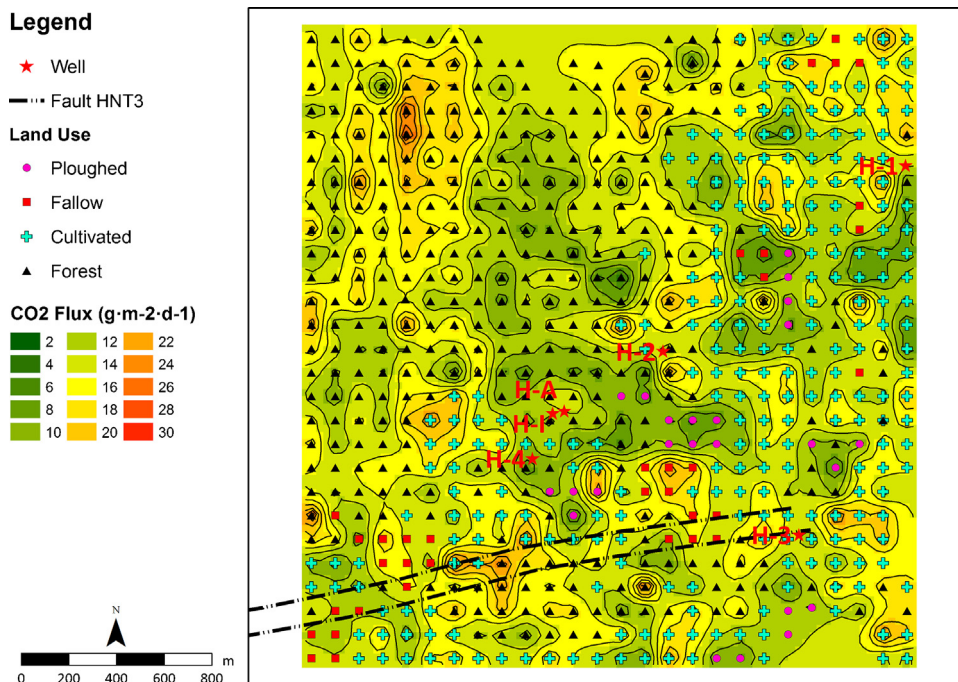 Legend
Well
Fault HNT3
Land Use
Ploughed
Fallow
Cultivated
Forest
CO2 Flux (g·m-2·d-1)
2 12 22
4 14 24
6 16 26
8 18 28
10 20 30
N
0 200 400 600 800 m
H-1
H-2
H-A
H-I
H-4
H-3